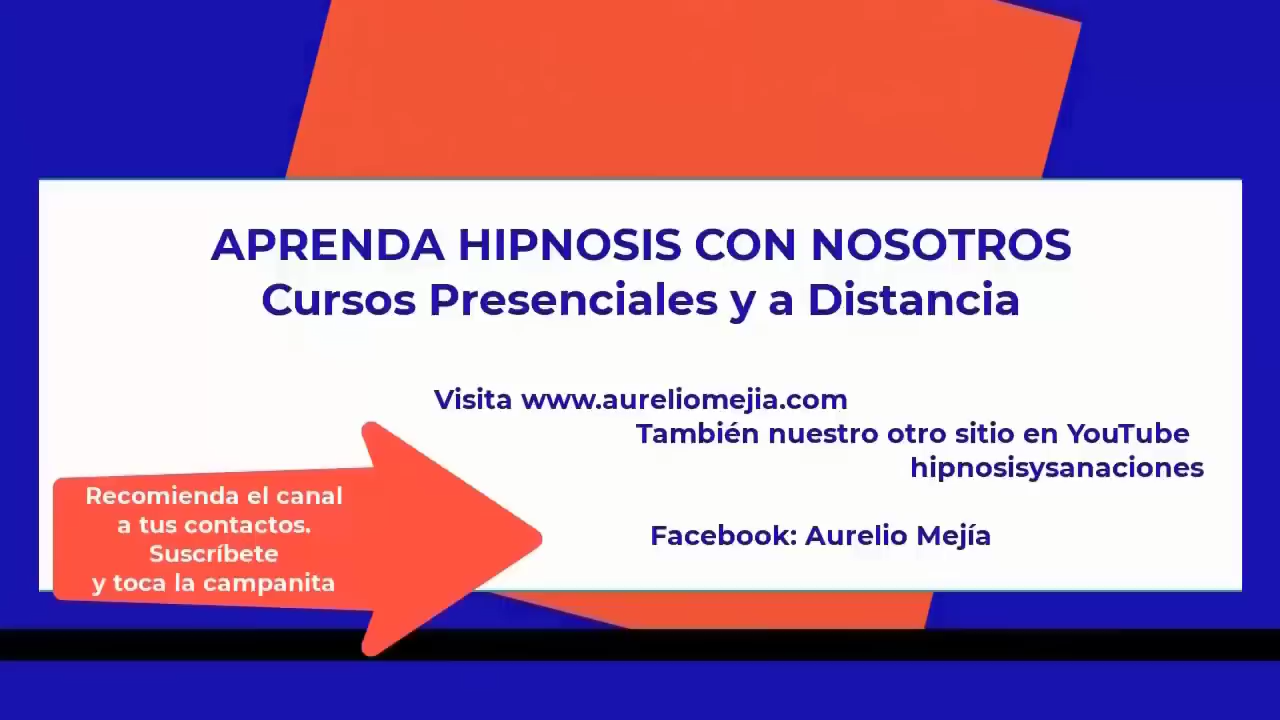 APRENDA HIPNOSIS CON NOSOTROS
Cursos Presenciales y a Distancia
Visita www.aureliomejia.com
También nuestro otro sitio en YouTube
hipnosisysanaciones
Facebook: Aurelio Mejía
Recomienda el canal
a tus contactos.
Suscríbete
y toca la campanita